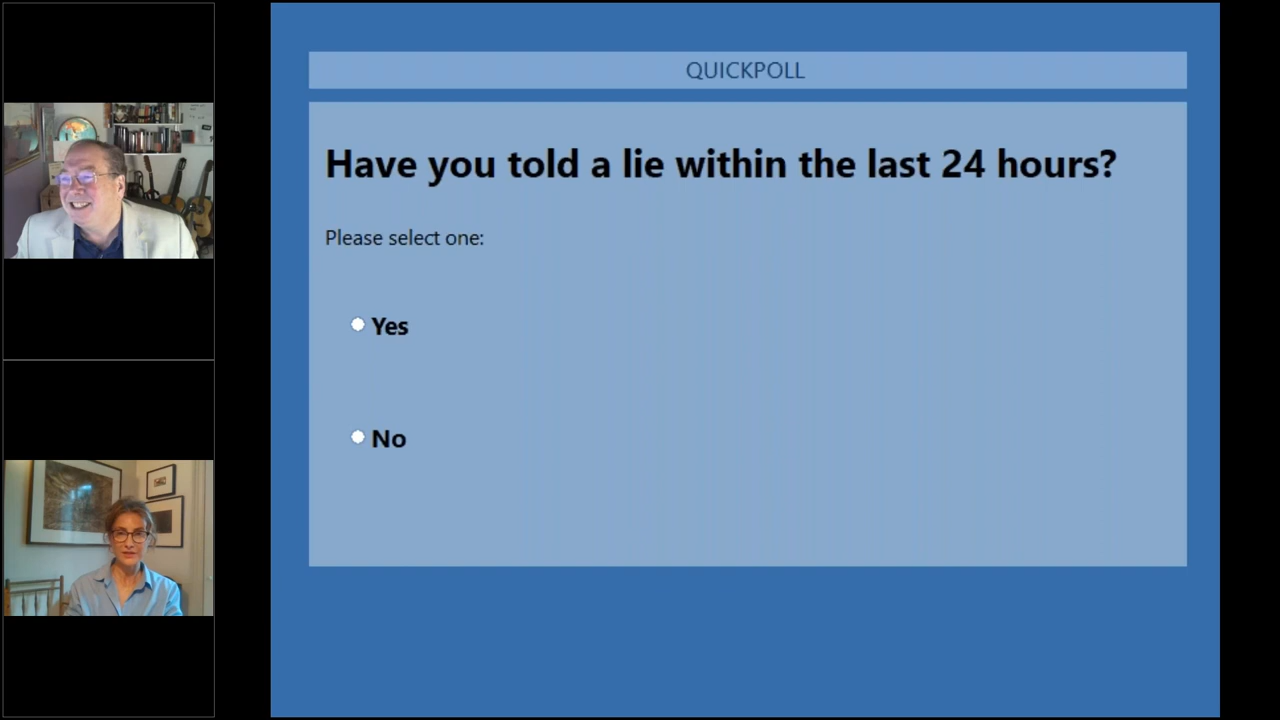 QUICKPOLL
Have you told a lie within the last 24 hours?
Please select one:
Yes
No